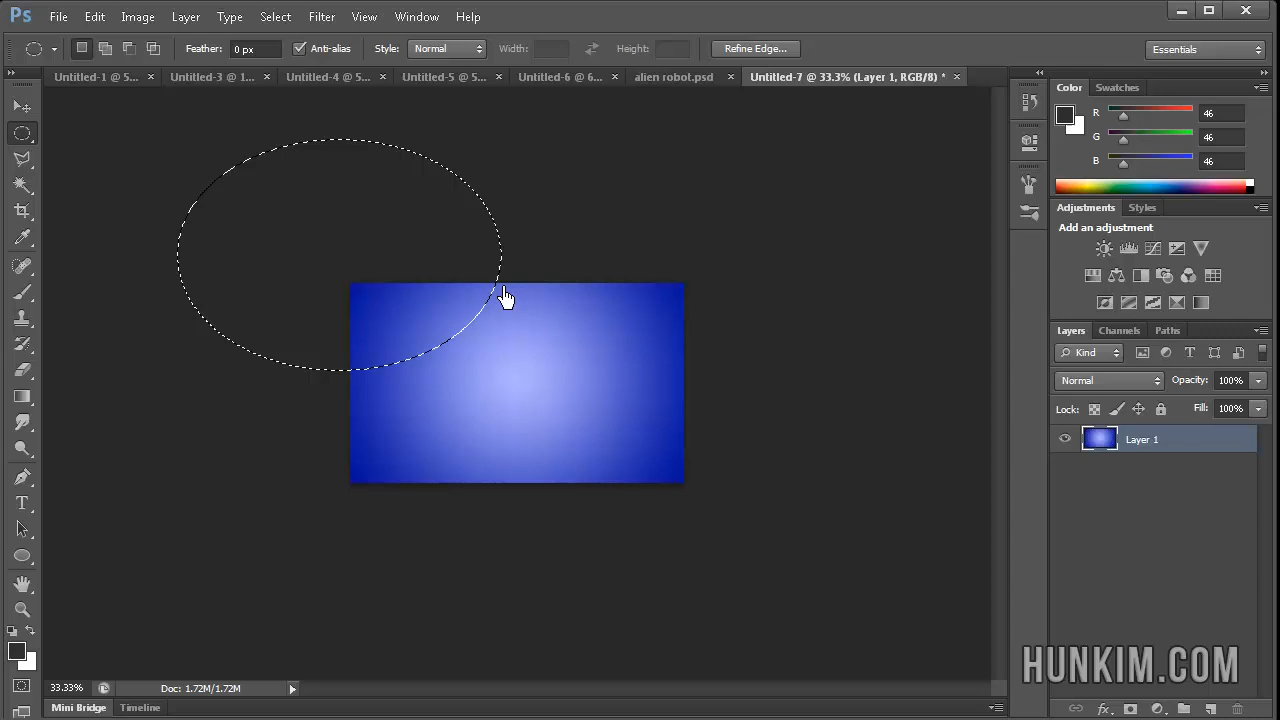 Ps File Edit Image Layer Type Select Filter View Window Help
Feather: 0 px Anti-alias Style: Normal Width: Height: Refine Edge... Essentials
Untitled-1 @ 5... Untitled-3 @ 1... Untitled-4 @ 5... Untitled-5 @ 5... Untitled-6 @ 6... alien robot.psd Untitled-7 @ 33.3% (Layer 1, RGB/8) *
Color Swatches
R 46
G 46
B 46
Adjustments Styles
Add an adjustment
Layers Channels Paths
Kind T
Normal Opacity: 100%
Lock: Fill: 100%
Layer 1
T
HUNKIM.COM
33.33% Doc: 1.72M/1.72M
fx
Mini Bridge Timeline